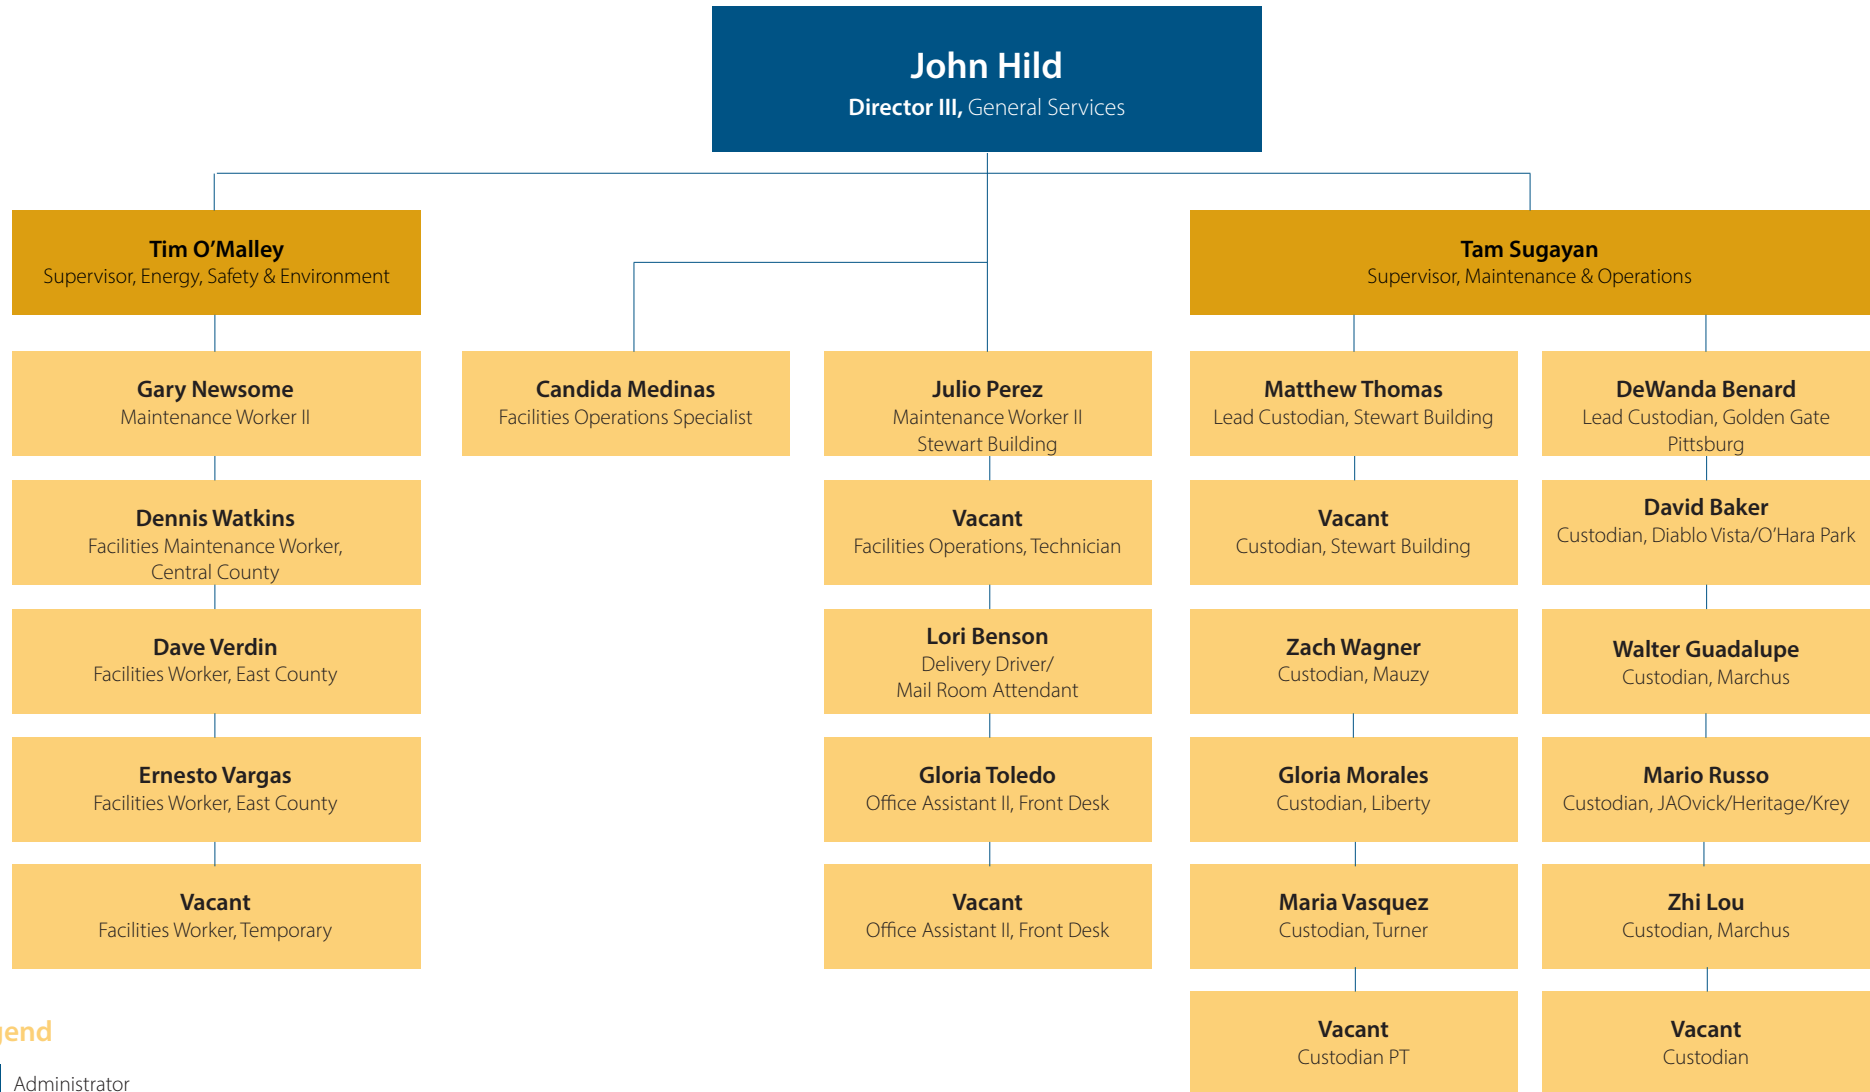 John Hild
Director III, General Services
Tim O’Malley
Supervisor, Energy, Safety & Environment
Tam Sugayan
Supervisor, Maintenance & Operations
Gary Newsome
Maintenance Worker II
Candida Medinas
Facilities Operations Specialist
Julio Perez
Maintenance Worker II
Stewart Building
Matthew Thomas
Lead Custodian, Stewart Building
DeWanda Benard
Lead Custodian, Golden Gate
Pittsburg
Dennis Watkins
Facilities Maintenance Worker,
Central County
Vacant
Facilities Operations, Technician
Vacant
Custodian, Stewart Building
David Baker
Custodian, Diablo Vista/O’Hara Park
Dave Verdin
Facilities Worker, East County
Lori Benson
Delivery Driver/
Mail Room Attendant
Zach Wagner
Custodian, Mauzy
Walter Guadalupe
Custodian, Marchus
Ernesto Vargas
Facilities Worker, East County
Gloria Toledo
Office Assistant II, Front Desk
Gloria Morales
Custodian, Liberty
Mario Russo
Custodian, JAOvick/Heritage/Krey
Vacant
Facilities Worker, Temporary
Vacant
Office Assistant II, Front Desk
Maria Vasquez
Custodian, Turner
Zhi Lou
Custodian, Marchus
Vacant
Custodian PT
Vacant
Custodian
gend
Administrator